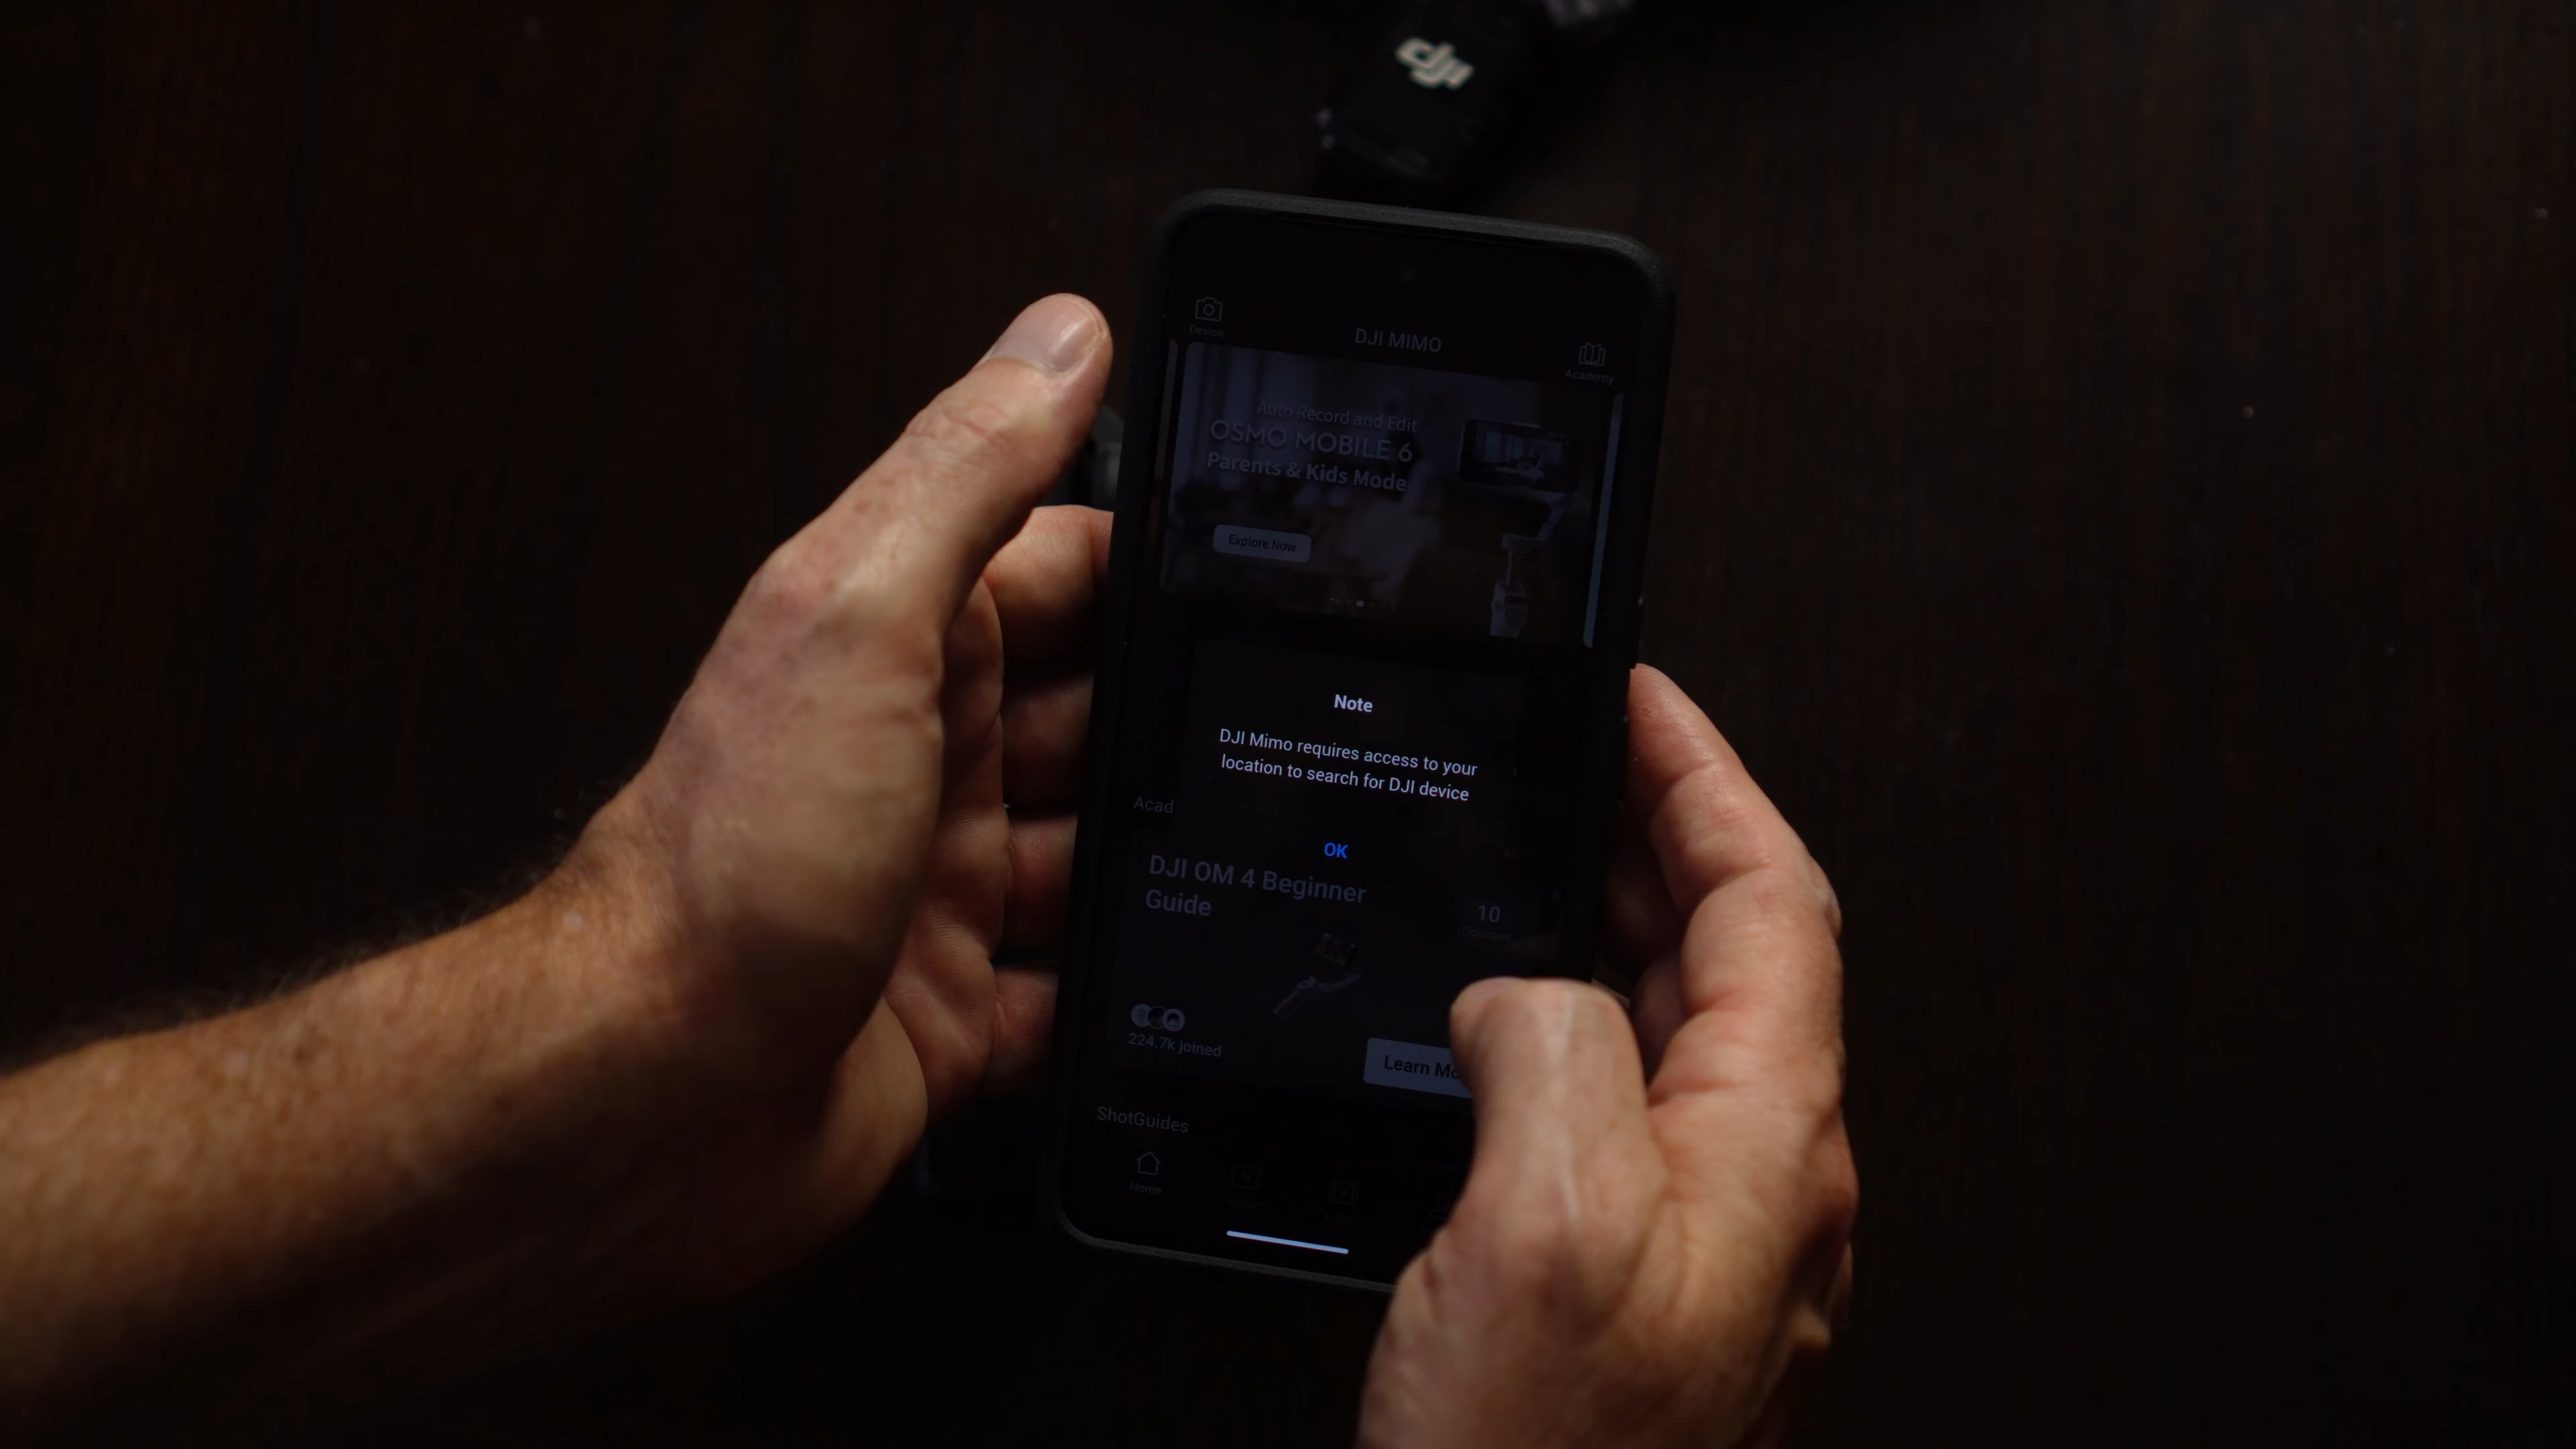 dji
Device
DJI MIMO
Academy
Auto Record and Edit
OSMO MOBILE 6
Parents & Kids Mode
Explore Now
Note
DJI Mimo requires access to your
location to search for DJI device
Acad
All
OK
DJI OM 4 Beginner
Guide
10
Courses
224.7k joined
Learn Mo
ShotGuides
Home